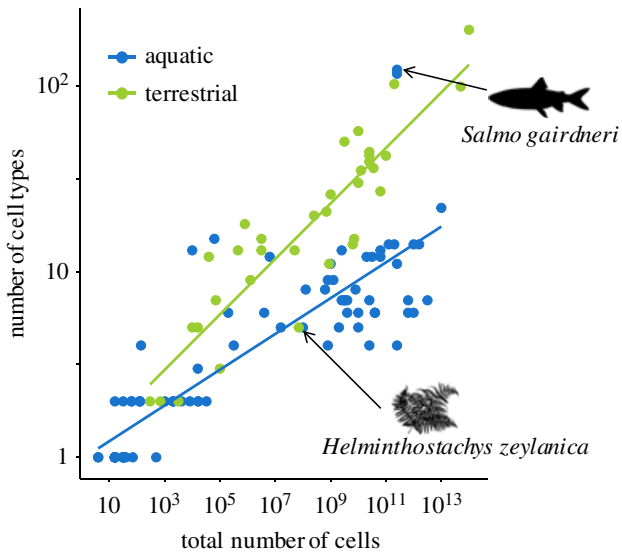 aquatic
terrestrial
Salmo gairdneri
Helminthostachys zeylanica
number of cell types
10²
10
1
10 10³ 10⁵ 10⁷ 10⁹ 10¹¹ 10¹³
total number of cells